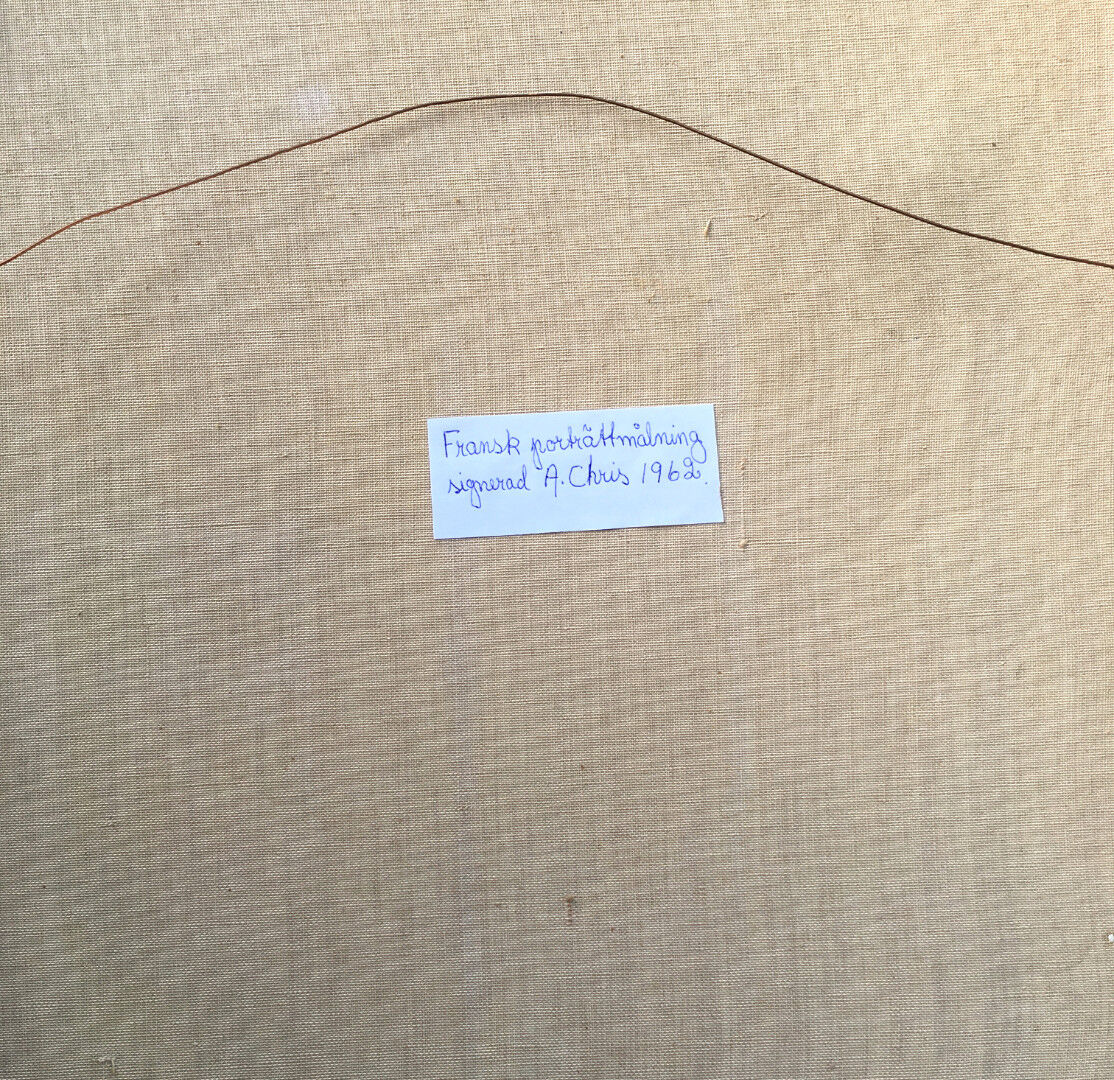 Fransk porträttmålning
signerad A. Chris 1962.